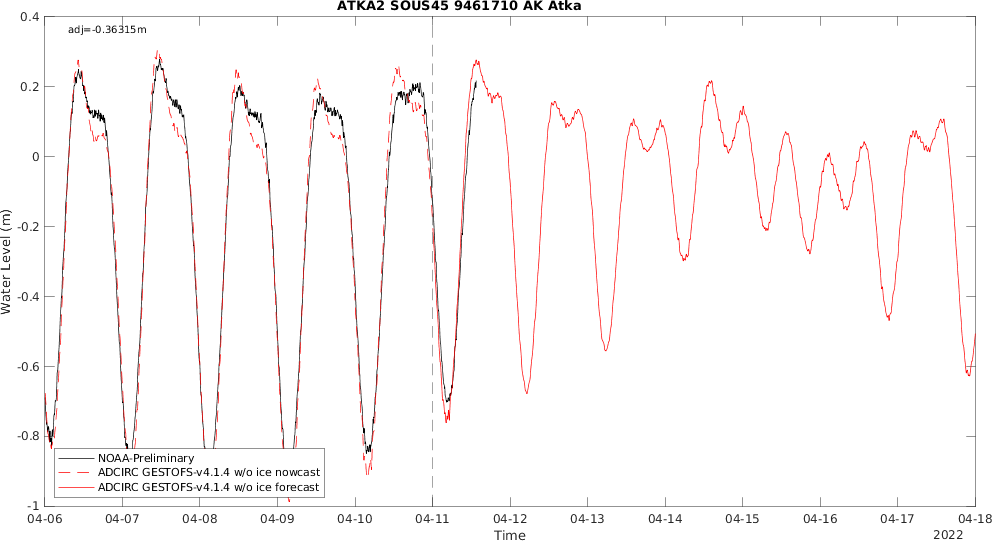 ATKA2 SOUS45 9461710 AK Atka
adj=-0.36315m
0.4
0.2
0
-0.2
-0.4
-0.6
-0.8
-1
Water Level (m)
NOAA-Preliminary
ADCIRC GESTOFS-v4.1.4 w/o ice nowcast
ADCIRC GESTOFS-v4.1.4 w/o ice forecast
04-06 04-07 04-08 04-09 04-10 04-11 04-12 04-13 04-14 04-15 04-16 04-17 04-18
Time
2022